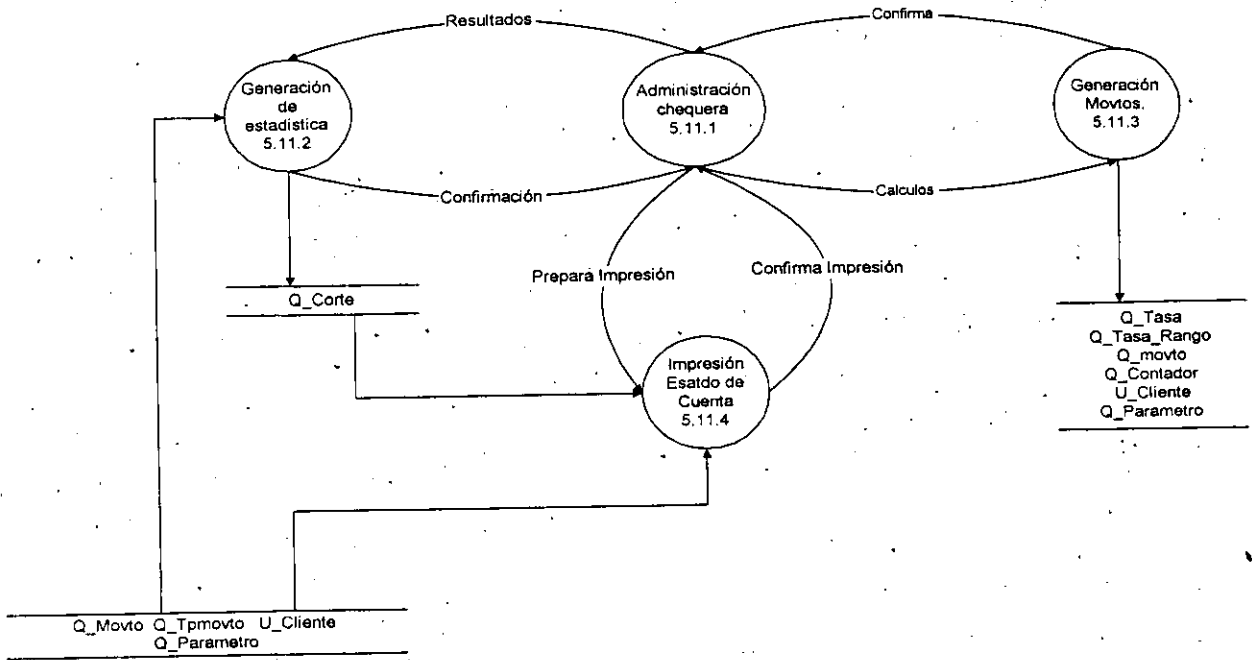 Resultados
Confirma
Generación
de
estadística
5.11.2
Administración
chequera
5.11.1
Generación
Movtos.
5.11.3
Confirmación
Calculos
Prepara Impresión
Confirma Impresión
Q_Corte
Q_Tasa
Q_Tasa_Rango
Q_movto
Q_Contador
U_Cliente
Q_Parametro
Impresión
Esatdo de
Cuenta
5.11.4
Q_Movto Q_Tpmovto U_Cliente
Q_Parametro